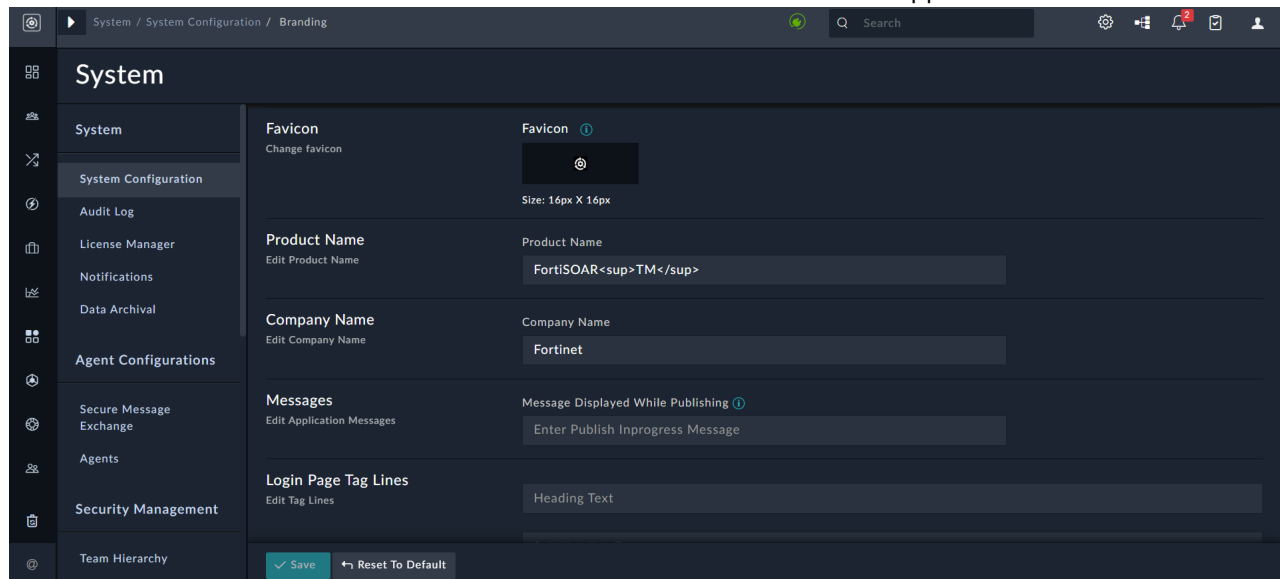 System / System Configuration / Branding
Search
2
System
System
System Configuration
Audit Log
License Manager
Notifications
Data Archival
Agent Configurations
Secure Message
Exchange
Agents
Security Management
Team Hierarchy
Favicon
Change favicon
Favicon
Size: 16px X 16px
Product Name
Edit Product Name
Product Name
FortiSOAR<sup>TM</sup>
Company Name
Edit Company Name
Company Name
Fortinet
Messages
Edit Application Messages
Message Displayed While Publishing
Enter Publish Inprogress Message
Login Page Tag Lines
Edit Tag Lines
Heading Text
Save
Reset To Default
@